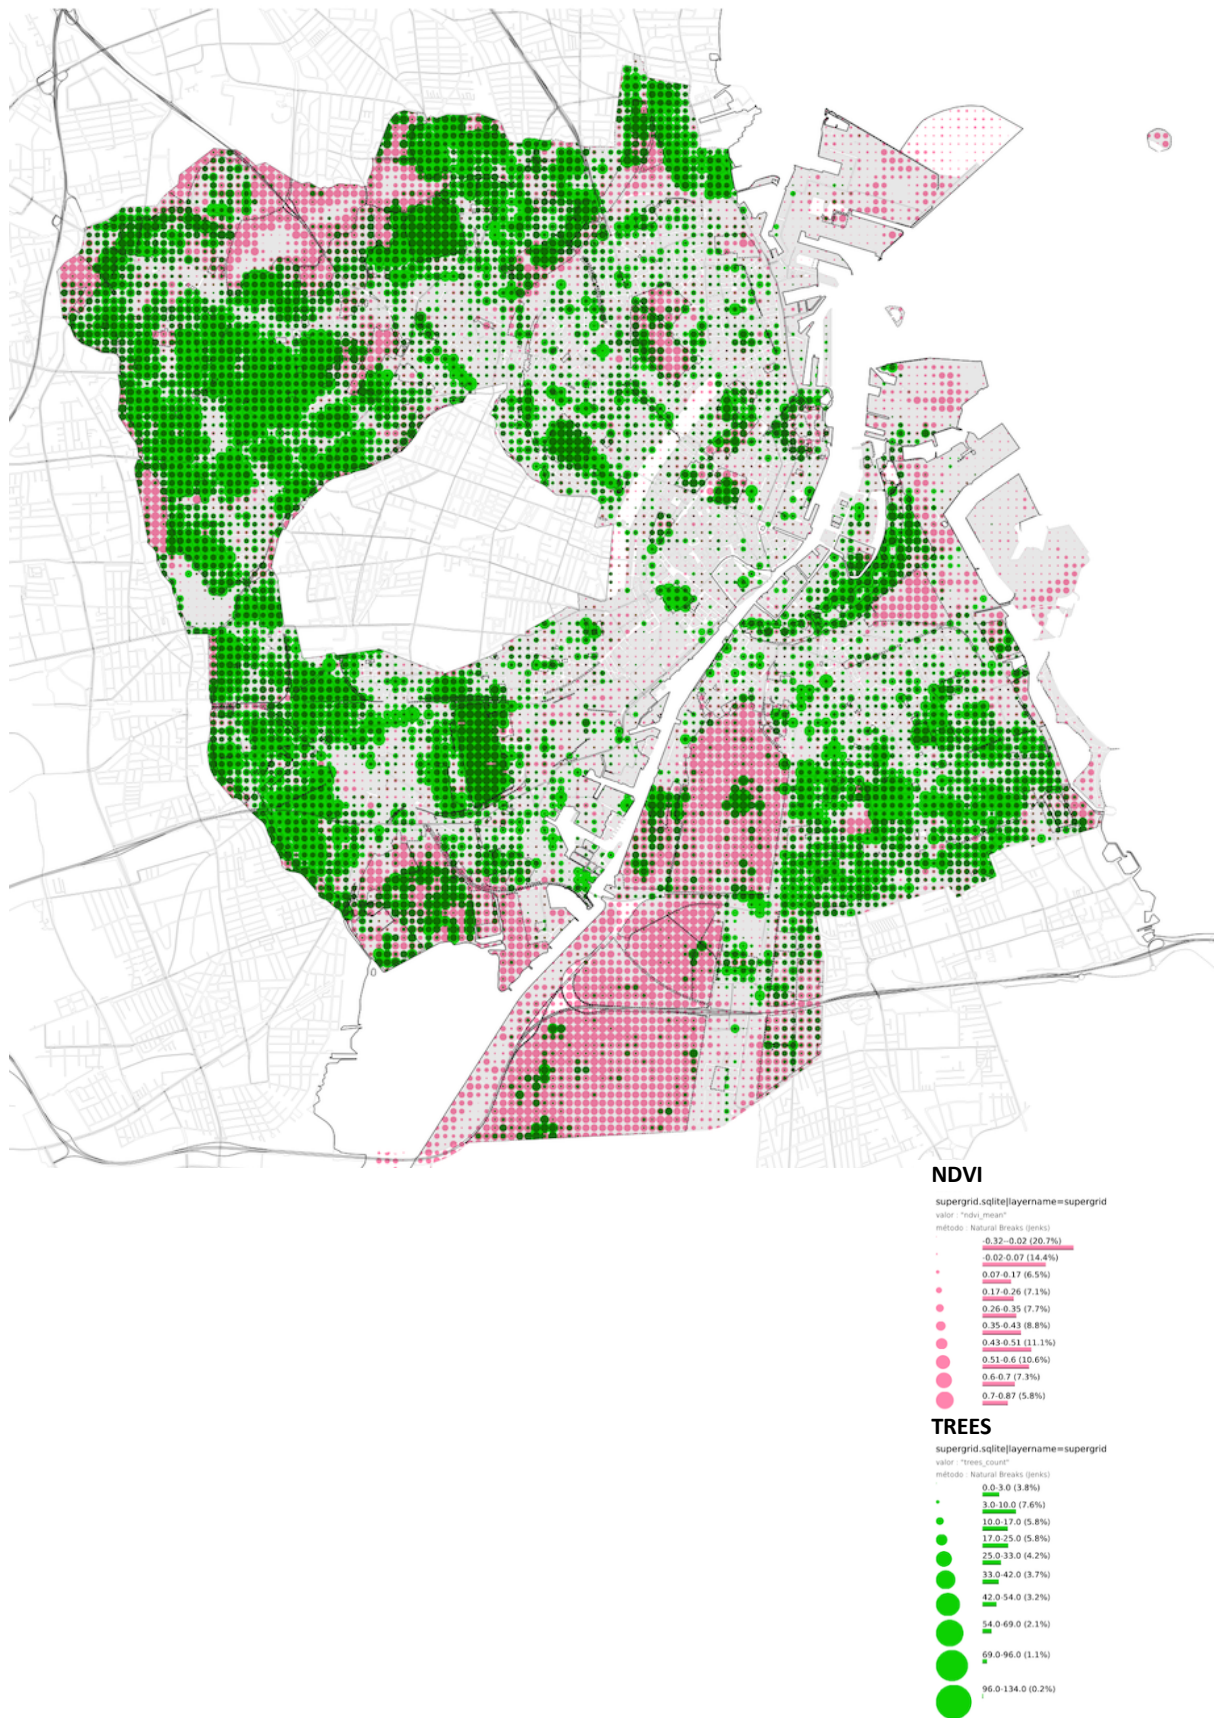 NDVI
supergrid.sqlite|layername=supergrid
valor : "ndvi_mean"
método : Natural Breaks (Jenks)
-0.32--0.02 (20.7%)
-0.02-0.07 (14.4%)
0.07-0.17 (6.5%)
0.17-0.26 (7.1%)
0.26-0.35 (7.7%)
0.35-0.43 (8.8%)
0.43-0.51 (11.1%)
0.51-0.6 (10.6%)
0.6-0.7 (7.3%)
0.7-0.87 (5.8%)
TREES
supergrid.sqlite|layername=supergrid
valor : "trees_count"
método : Natural Breaks (Jenks)
0.0-3.0 (3.8%)
3.0-10.0 (7.6%)
10.0-17.0 (5.8%)
17.0-25.0 (5.8%)
25.0-33.0 (4.2%)
33.0-42.0 (3.7%)
42.0-54.0 (3.2%)
54.0-69.0 (2.1%)
69.0-96.0 (1.1%)
96.0-134.0 (0.2%)